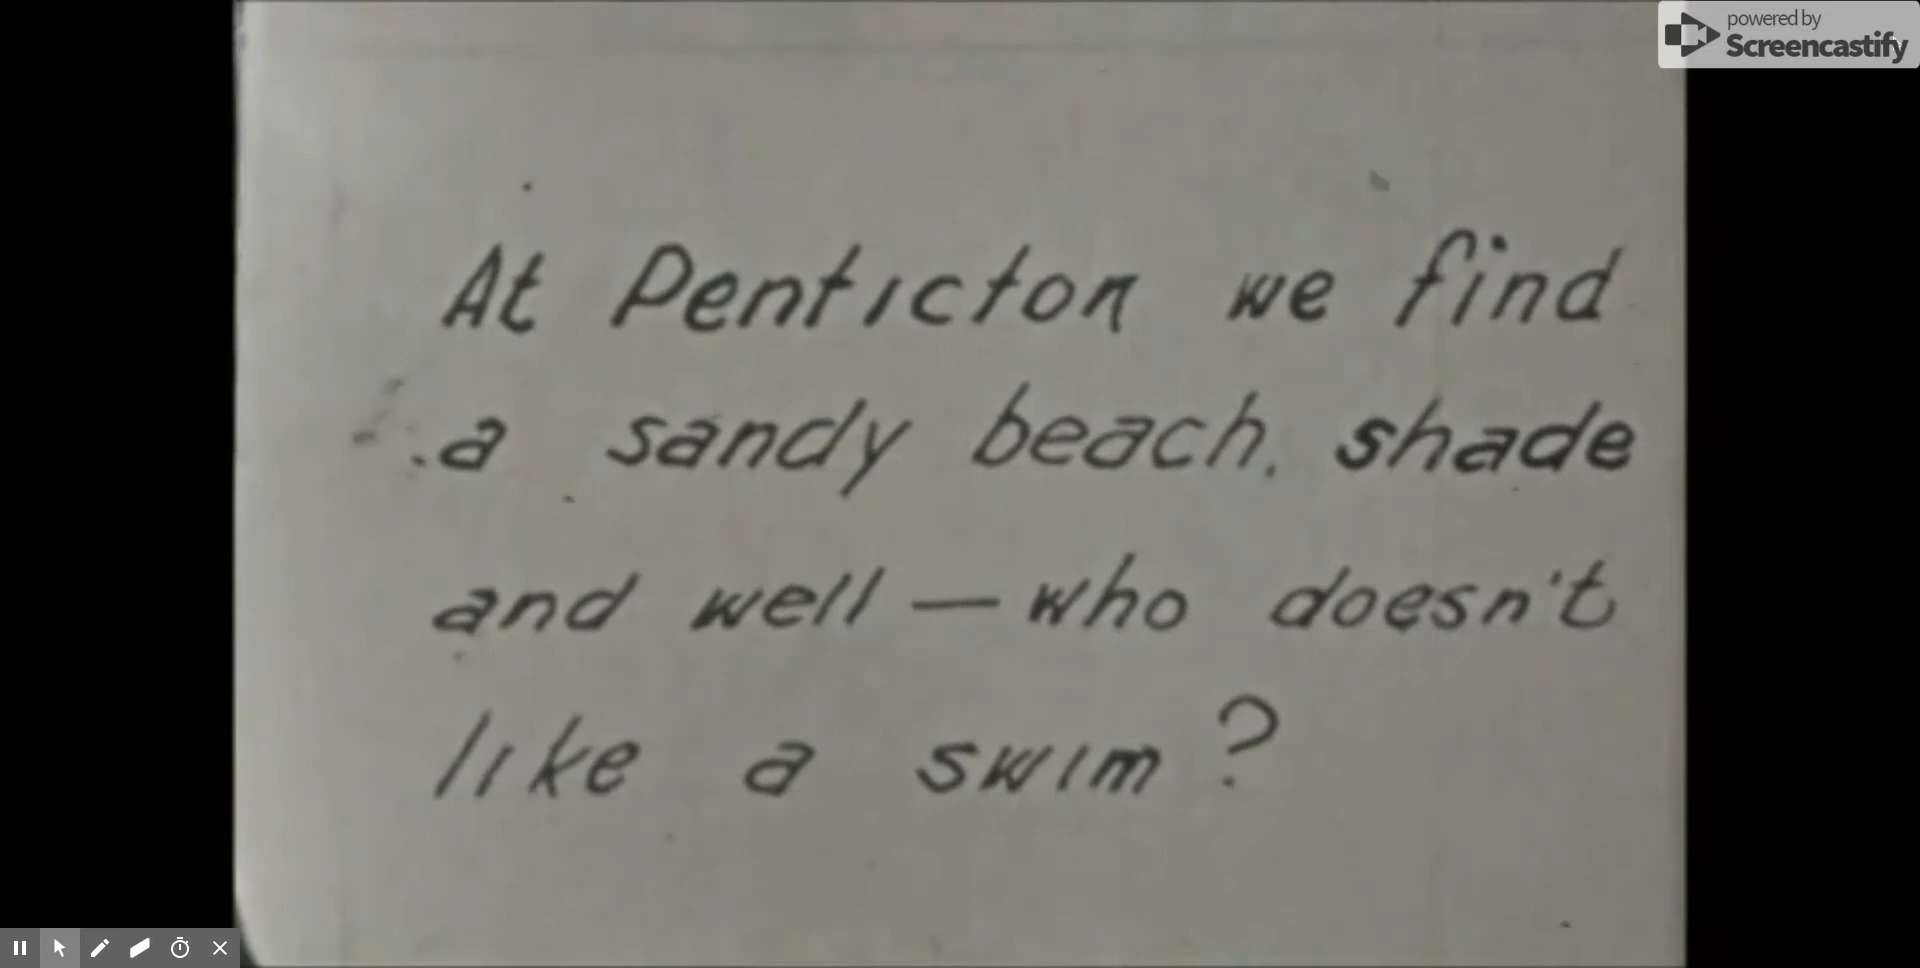 powered by
Screencastify
At Penticton we find
a sandy beach, shade
and well — who doesn't
like a swim?